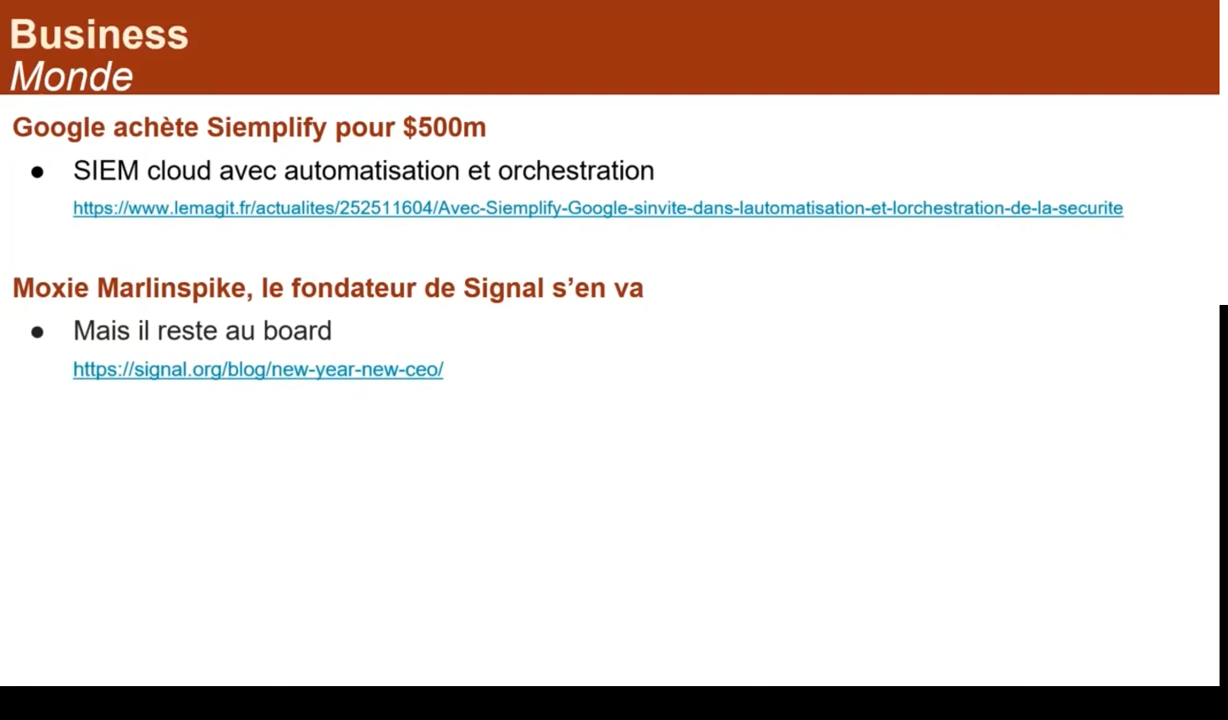 Business
Monde
Google achète Siemplify pour $500m
● SIEM cloud avec automatisation et orchestration
https://www.lemagit.fr/actualites/252511604/Avec-Siemplify-Google-sinvite-dans-lautomatisation-et-lorchestration-de-la-securite
Moxie Marlinspike, le fondateur de Signal s’en va
● Mais il reste au board
https://signal.org/blog/new-year-new-ceo/